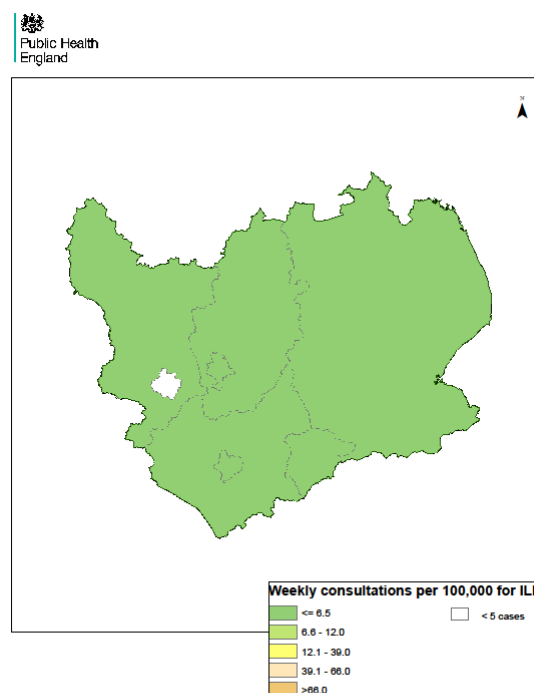 Public Health
England
N
Weekly consultations per 100,000 for ILI
<= 6.5
< 5 cases
6.6 - 12.0
12.1 - 39.0
39.1 - 66.0
>66.0